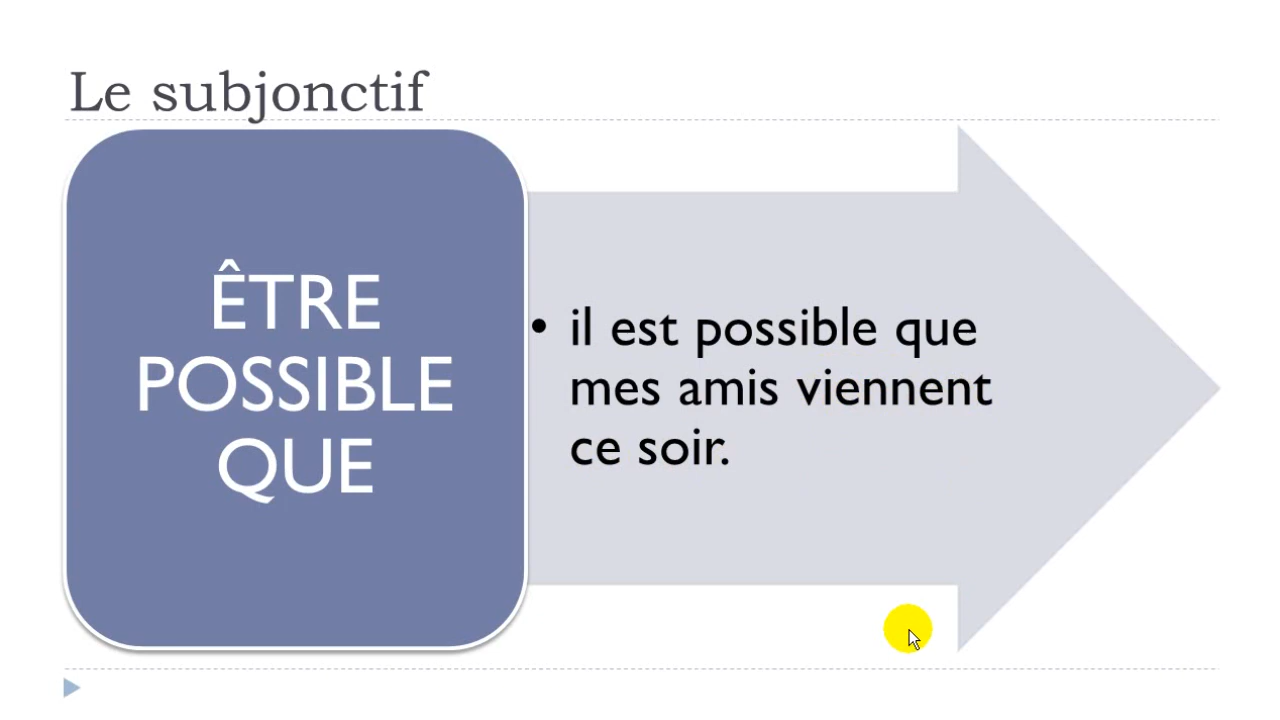 Le subjonctif
ÊTRE
POSSIBLE
QUE
• il est possible que
mes amis viennent
ce soir.